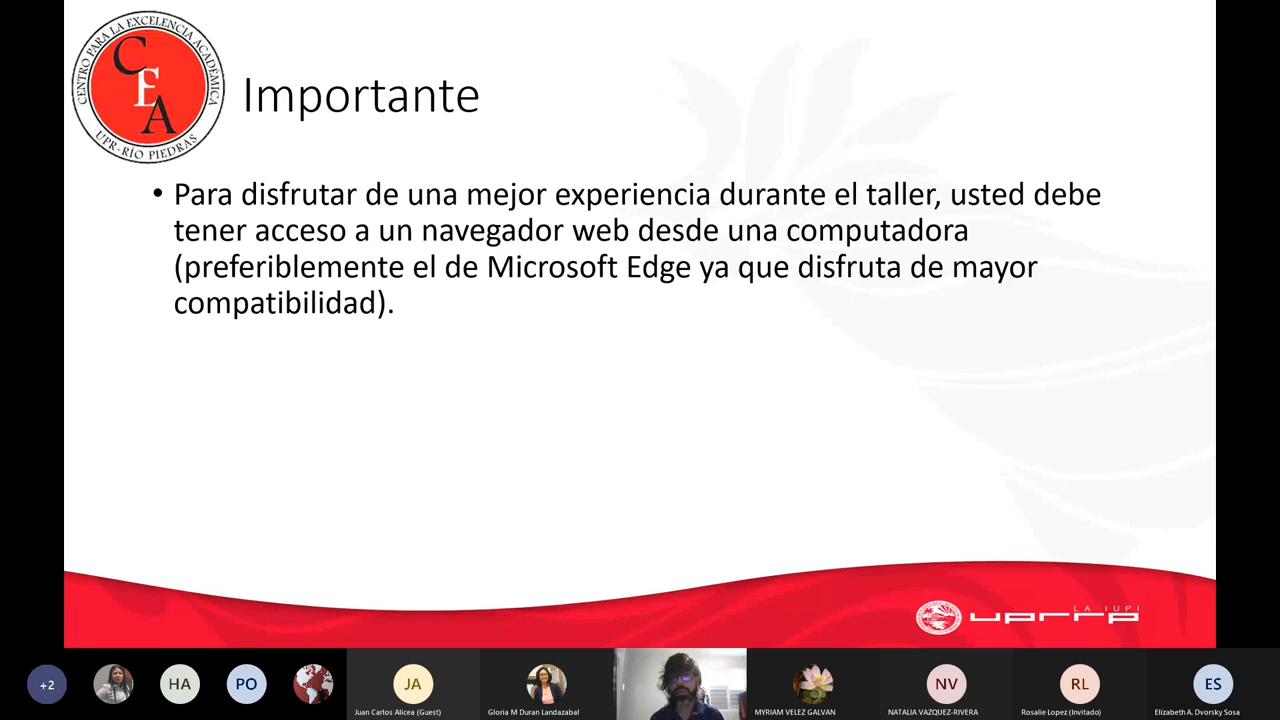 CENTRO PARA LA EXCELENCIA ACADÉMICA
CEA
UPR-RÍO PIEDRAS
Importante
• Para disfrutar de una mejor experiencia durante el taller, usted debe
tener acceso a un navegador web desde una computadora
(preferiblemente el de Microsoft Edge ya que disfruta de mayor
compatibilidad).
LA IUPI
uprrp
+2
HA
PO
JA
NV
RL
ES
Juan Carlos Alicea (Guest)
Gloria M Duran Landazabal
MYRIAM VELEZ GALVAN
NATALIA VAZQUEZ-RIVERA
Rosalie Lopez (Invitado)
Elizabeth A. Dvorsky Sosa